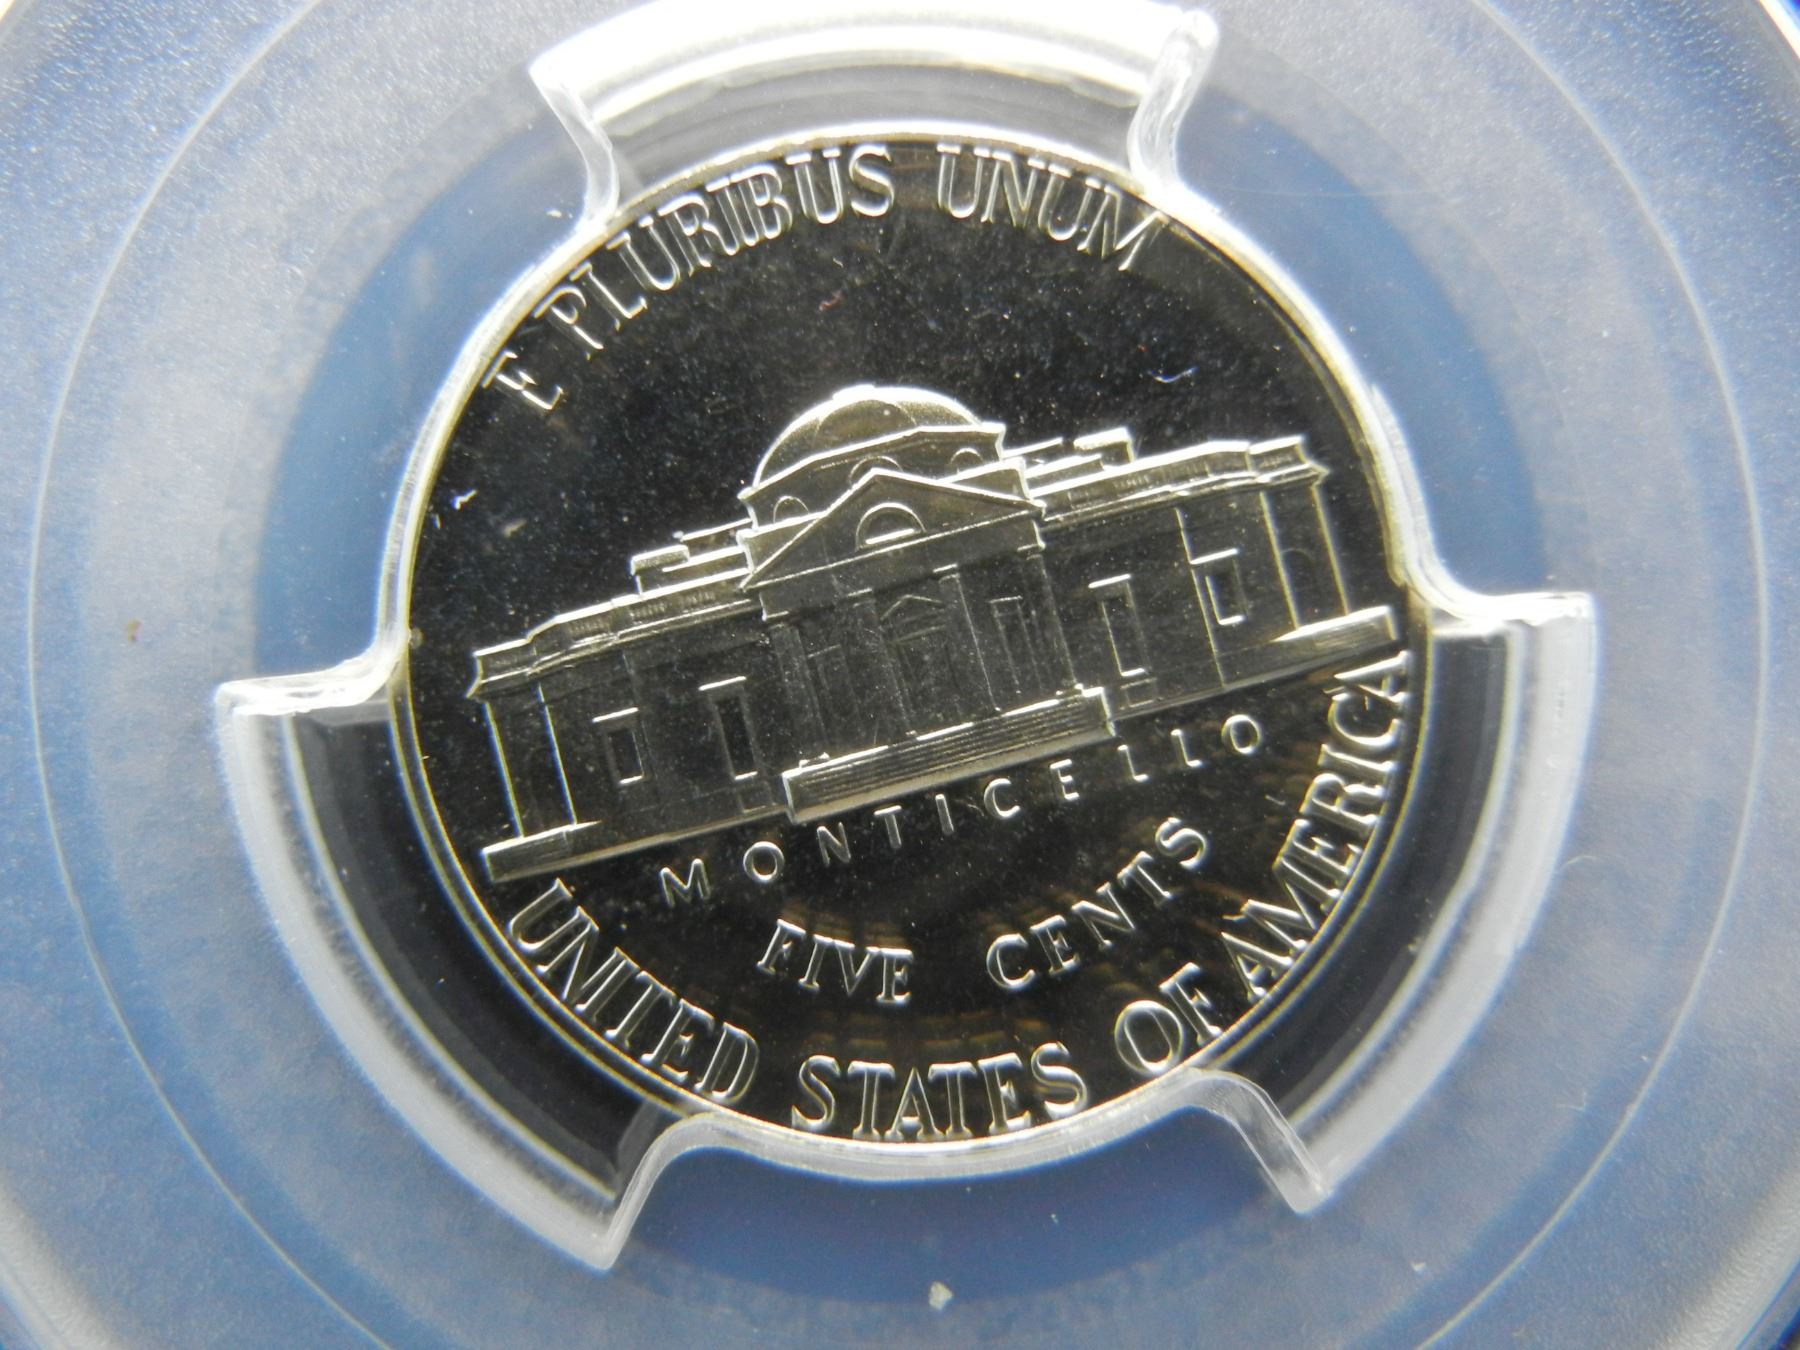 E PLURIBUS UNUM
MONTICELLO
FIVE CENTS
UNITED STATES OF AMERICA